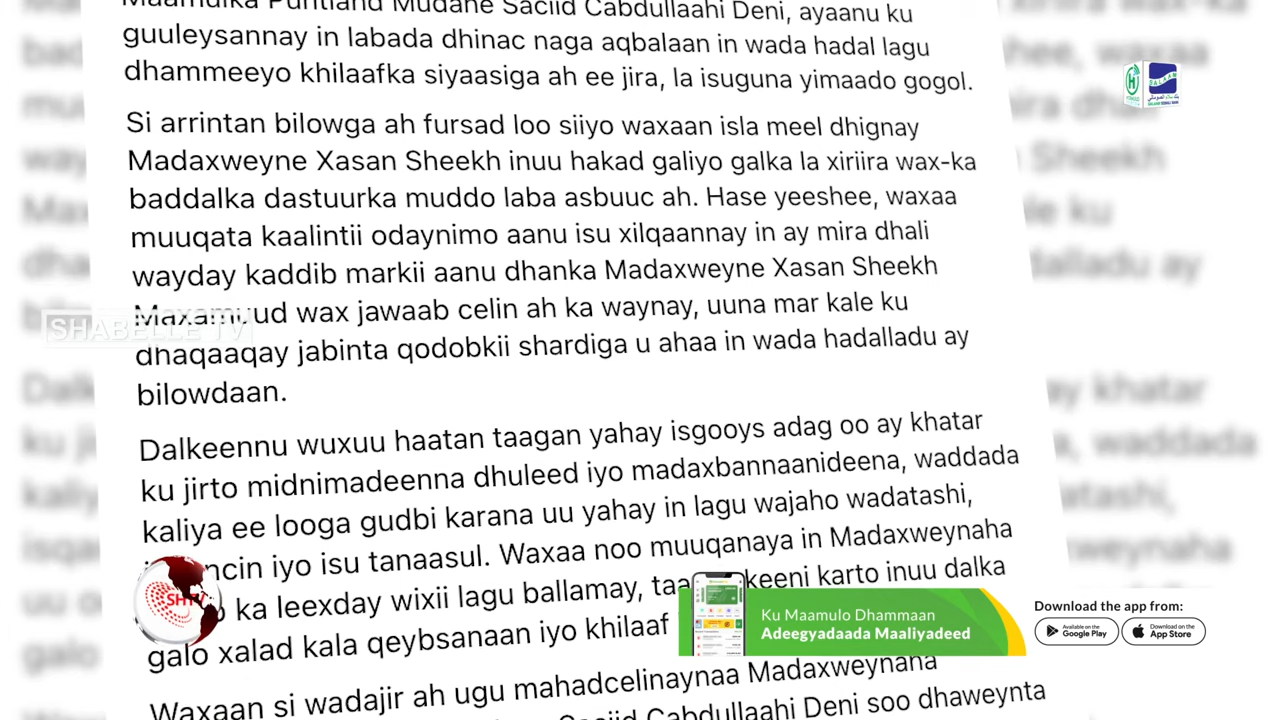 Maamulka Puntland Mudane Saciid Cabdullaahi Deni, ayaanu ku
guuleysannay in labada dhinac naga aqbalaan in wada hadal lagu
dhammeeyo khilaafka siyaasiga ah ee jira, la isuguna yimaado gogol.
Si arrintan bilowga ah fursad loo siiyo waxaan isla meel dhignay
Madaxweyne Xasan Sheekh inuu hakad galiyo galka la xiriira wax-ka
baddalka dastuurka muddo laba asbuuc ah. Hase yeeshee, waxaa
muuqata kaalintii odaynimo aanu isu xilqaannay in ay mira dhali
wayday kaddib markii aanu dhanka Madaxweyne Xasan Sheekh
Maxamuud wax jawaab celin ah ka waynay, uuna mar kale ku
dhaqaaqay jabinta qodobkii shardiga u ahaa in wada hadalladu ay
bilowdaan.
Dalkeennu wuxuu haatan taagan yahay isgooys adag oo ay khatar
ku jirto midnimadeenna dhuleed iyo madaxbannaanideena, waddada
kaliya ee looga gudbi karana uu yahay in lagu wajaho wadatashi,
iyo isu tanaasul. Waxaa noo muuqanaya in Madaxweynaha
ka leexday wixii lagu ballamay, karto inuu dalka
galo xalad kala qeybsanaan iyo khilaaf
Waxaan si wadajir ah ugu mahadcelinaynaa Madaxweynaha
Saciid Cabdullaahi Deni soo dhaweynta
SHABELLE TV
SHTV
SALAAM
Ku Maamulo Dhammaan
Adeegyadaada Maaliyadeed
Download the app from:
Available on the
Google Play
Download on the
App Store